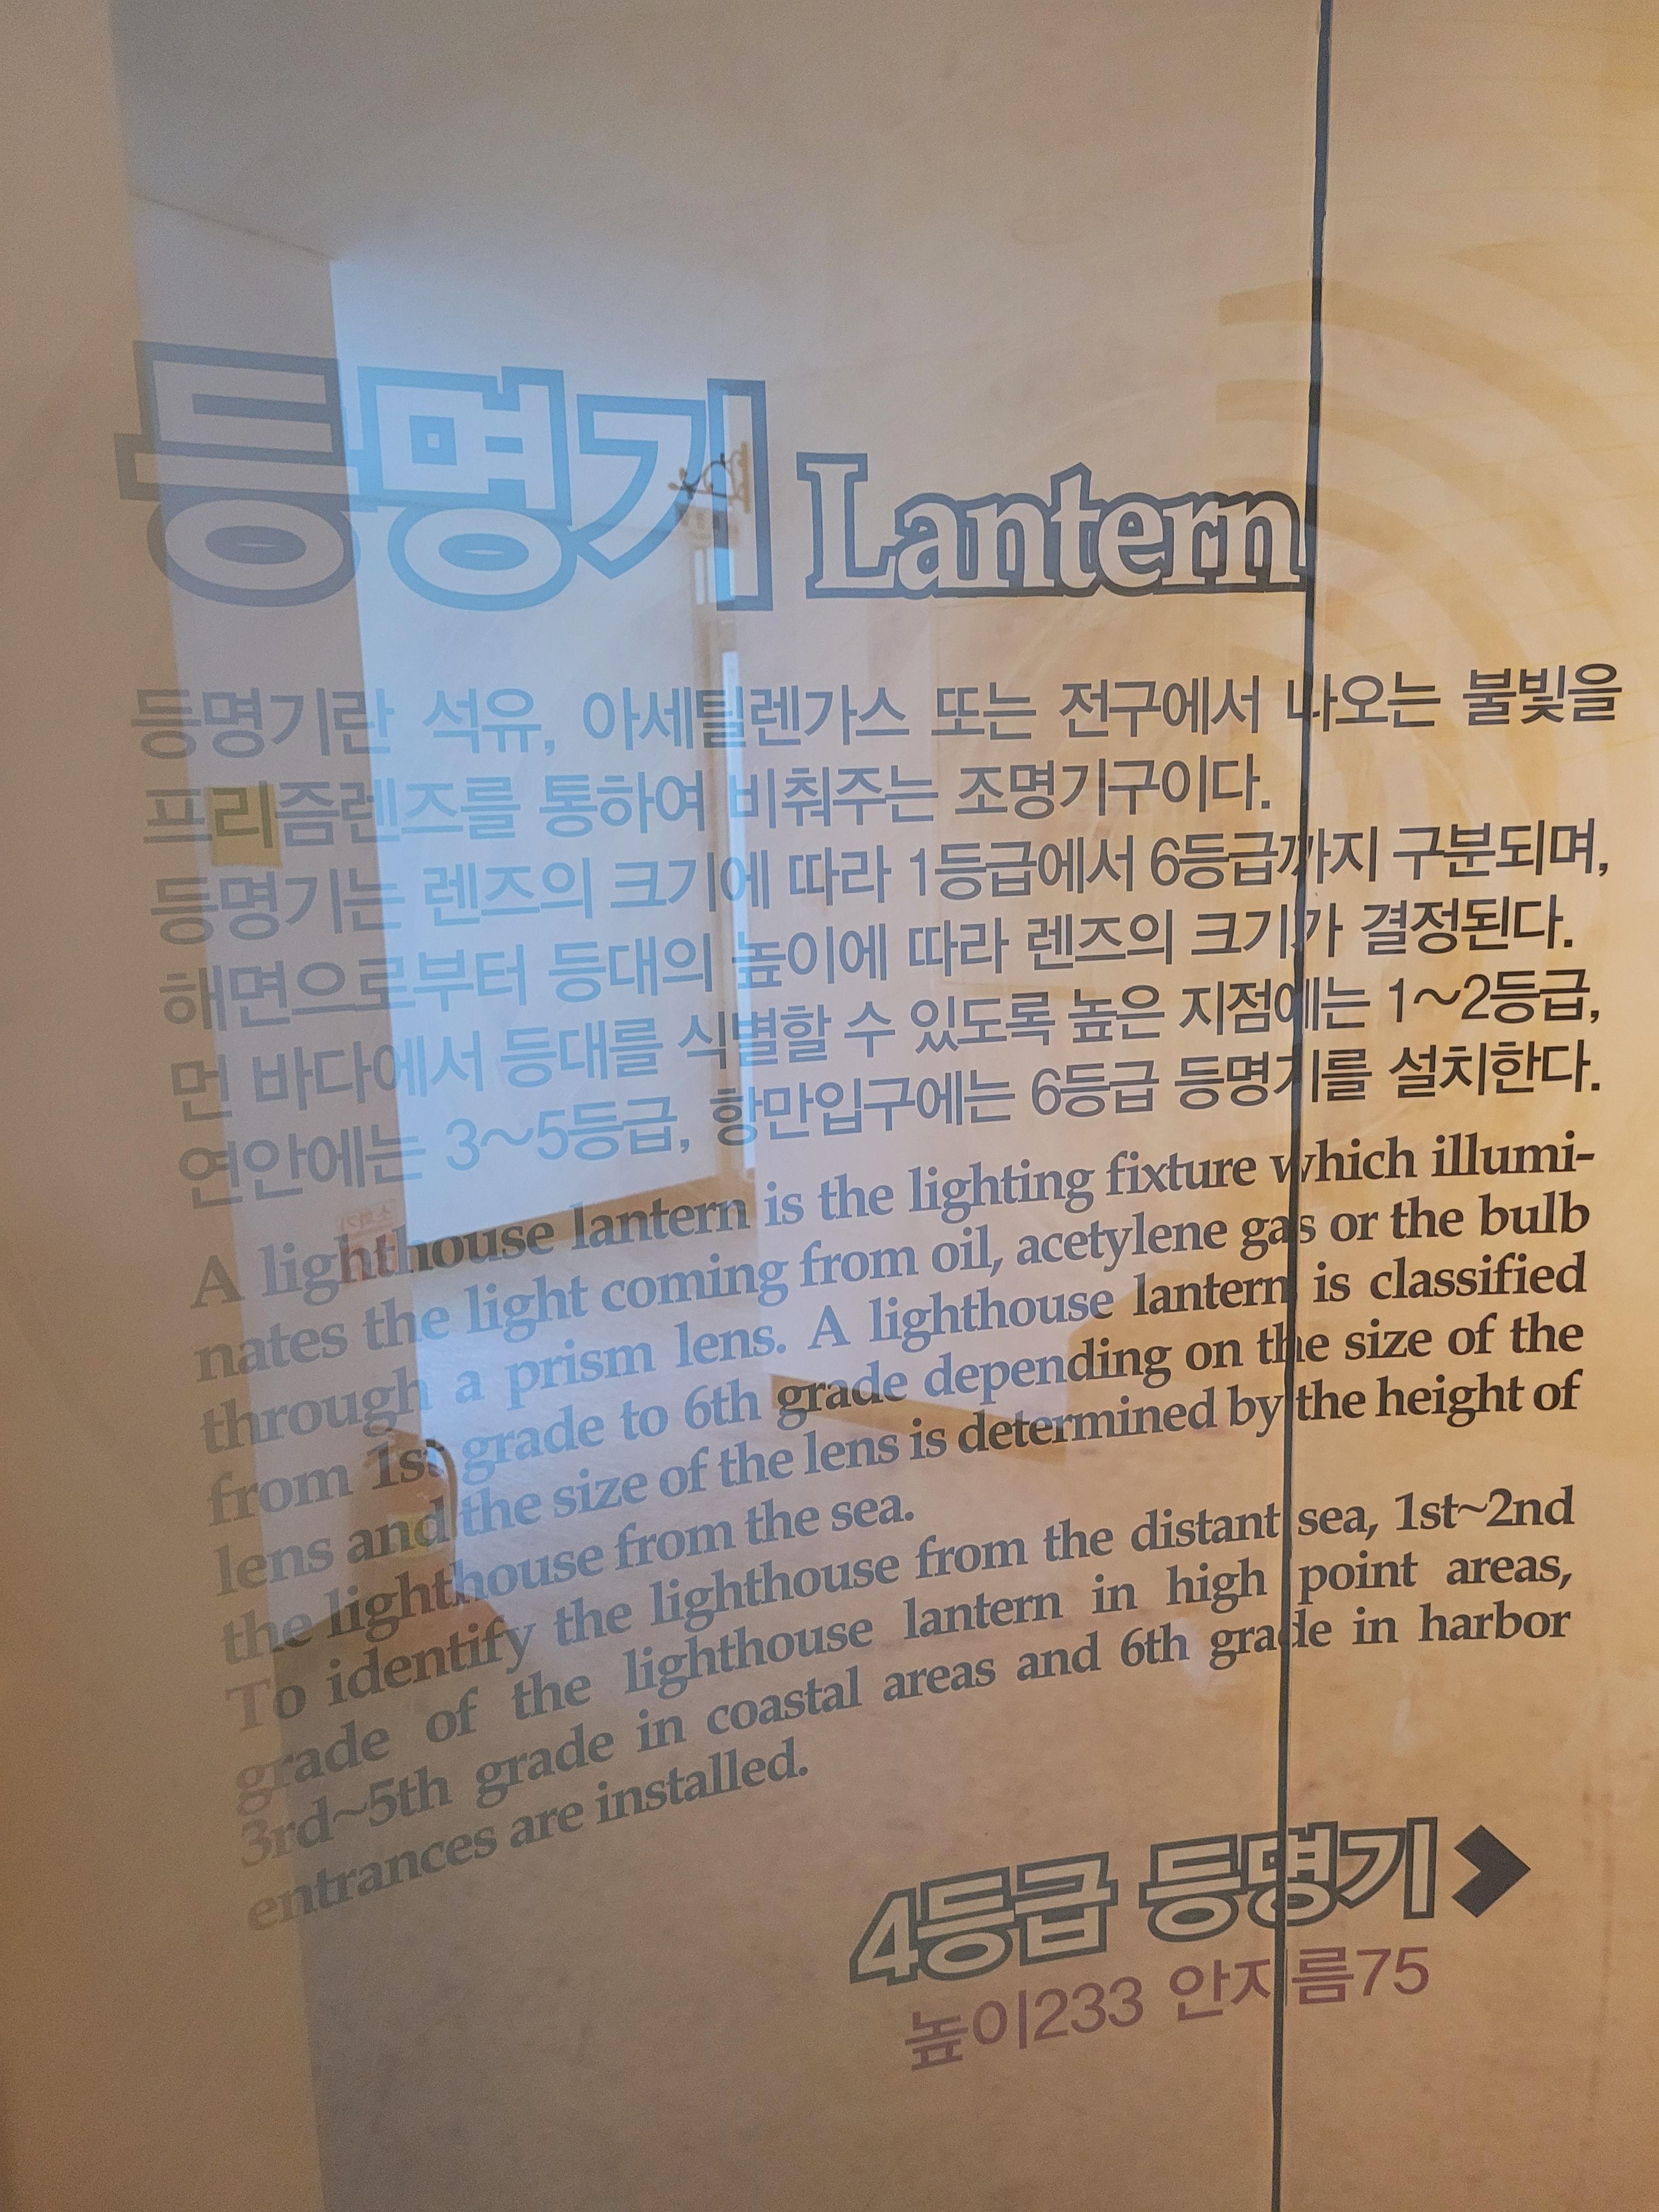 등명기 Lantern
등명기란 석유, 아세틸렌가스 또는 전구에서 나오는 불빛을
프리즘렌즈를 통하여 비춰주는 조명기구이다.
등명기는 렌즈의 크기에 따라 1등급에서 6등급까지 구분되며,
해면으로부터 등대의 높이에 따라 렌즈의 크기가 결정된다.
먼 바다에서 등대를 식별할 수 있도록 높은 지점에는 1~2등급,
연안에는 3~5등급, 항만입구에는 6등급 등명기를 설치한다.
A lighthouse lantern is the lighting fixture which illumi-
nates the light coming from oil, acetylene gas or the bulb
through a prism lens. A lighthouse lantern is classified
from 1st grade to 6th grade depending on the size of the
lens and the size of the lens is determined by the height of
the lighthouse from the sea.
To identify the lighthouse from the distant sea, 1st~2nd
grade of the lighthouse lantern in high point areas,
3rd~5th grade in coastal areas and 6th grade in harbor
entrances are installed.
4등급 등명기
높이233 안지름75